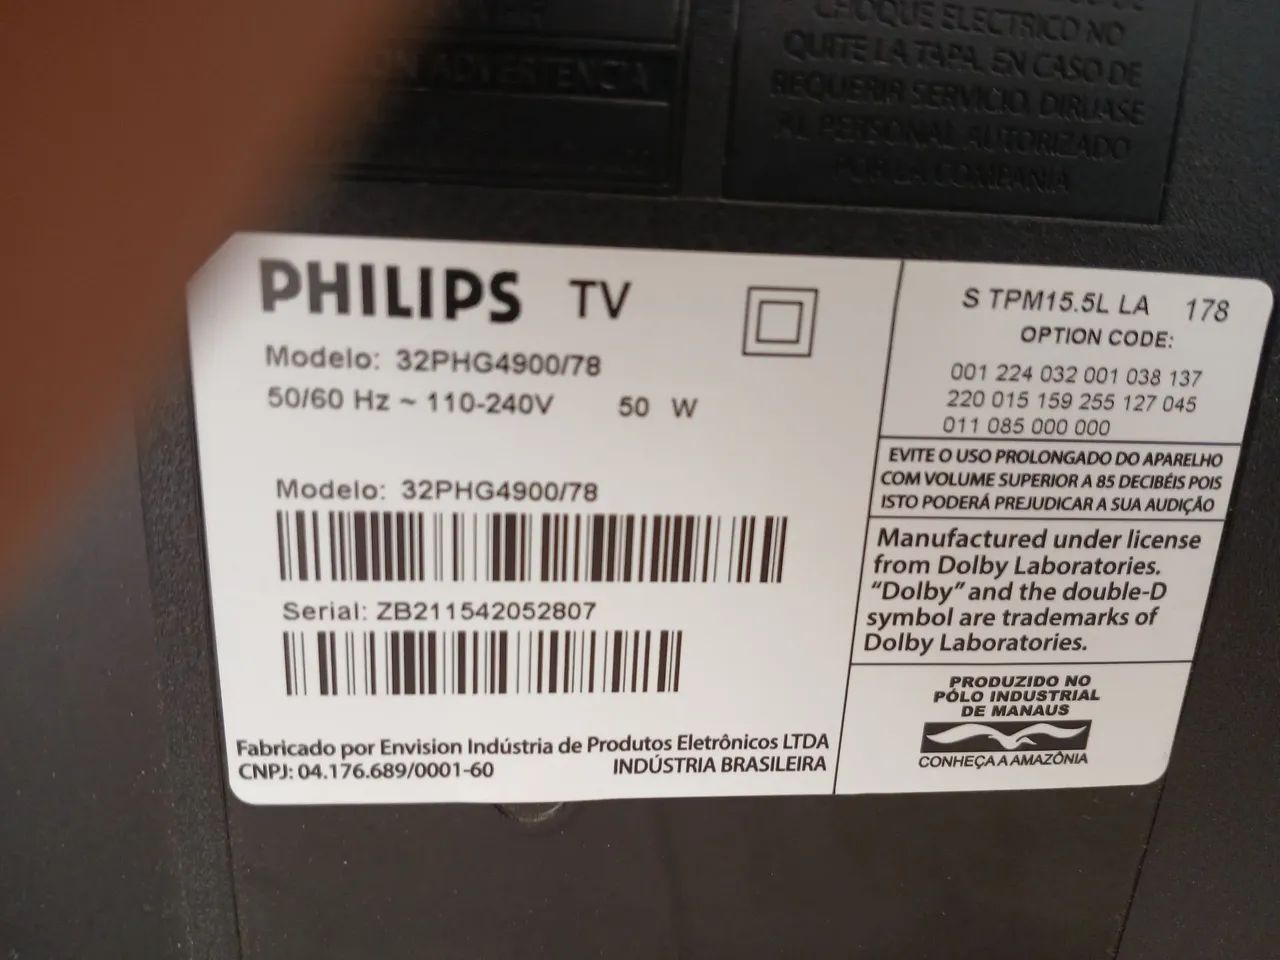 ADVERTENCIA
CHOQUE ELECTRICO NO
QUITE LA TAPA, EN CASO DE
REQUERIR SERVICIO, DIRIJASE
AL PERSONAL AUTORIZADO
POR LA COMPANIA
PHILIPS TV
Modelo: 32PHG4900/78
50/60 Hz ~ 110-240V 50 W
Modelo: 32PHG4900/78
Serial: ZB211542052807
Fabricado por Envision Indústria de Produtos Eletrônicos LTDA
CNPJ: 04.176.689/0001-60 INDÚSTRIA BRASILEIRA
S TPM15.5L LA 178
OPTION CODE:
001 224 032 001 038 137
220 015 159 255 127 045
011 085 000 000
EVITE O USO PROLONGADO DO APARELHO
COM VOLUME SUPERIOR A 85 DECIBÉIS POIS
ISTO PODERÁ PREJUDICAR A SUA AUDIÇÃO
Manufactured under license
from Dolby Laboratories.
“Dolby” and the double-D
symbol are trademarks of
Dolby Laboratories.
PRODUZIDO NO
PÓLO INDUSTRIAL
DE MANAUS
CONHEÇA A AMAZÔNIA